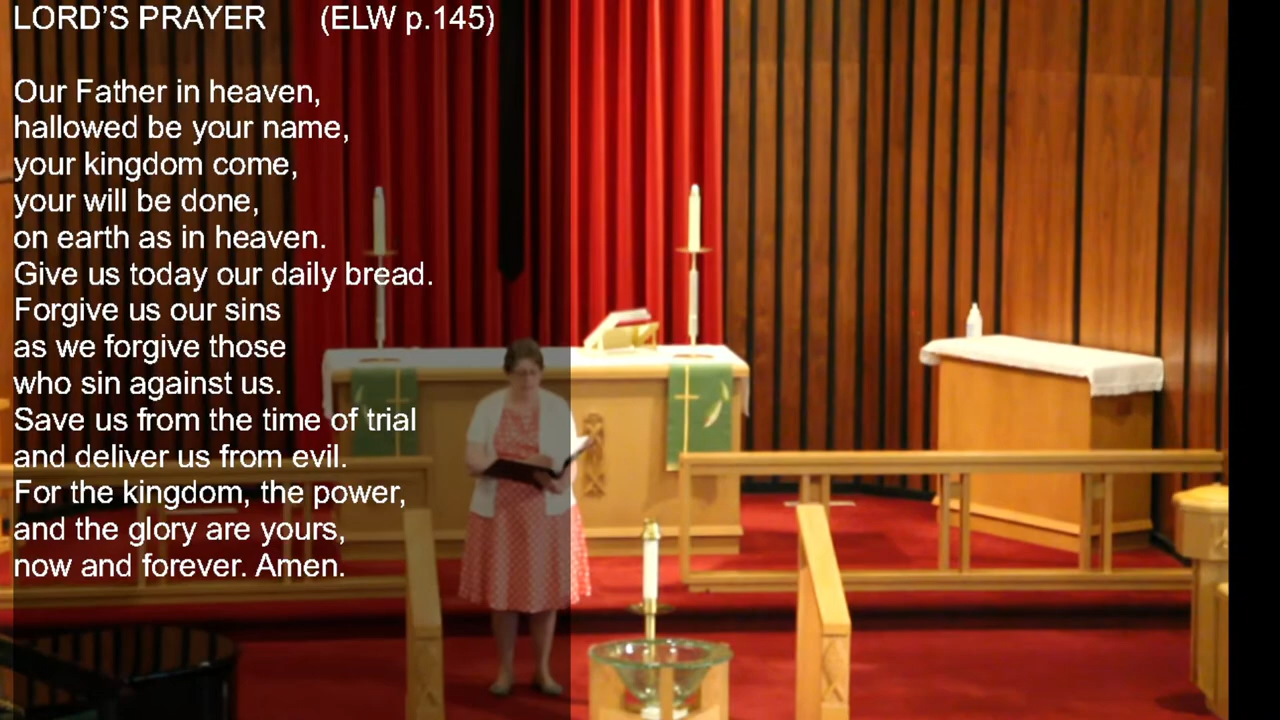 LORD’S PRAYER (ELW p.145)
Our Father in heaven,
hallowed be your name,
your kingdom come,
your will be done,
on earth as in heaven.
Give us today our daily bread.
Forgive us our sins
as we forgive those
who sin against us.
Save us from the time of trial
and deliver us from evil.
For the kingdom, the power,
and the glory are yours,
now and forever. Amen.